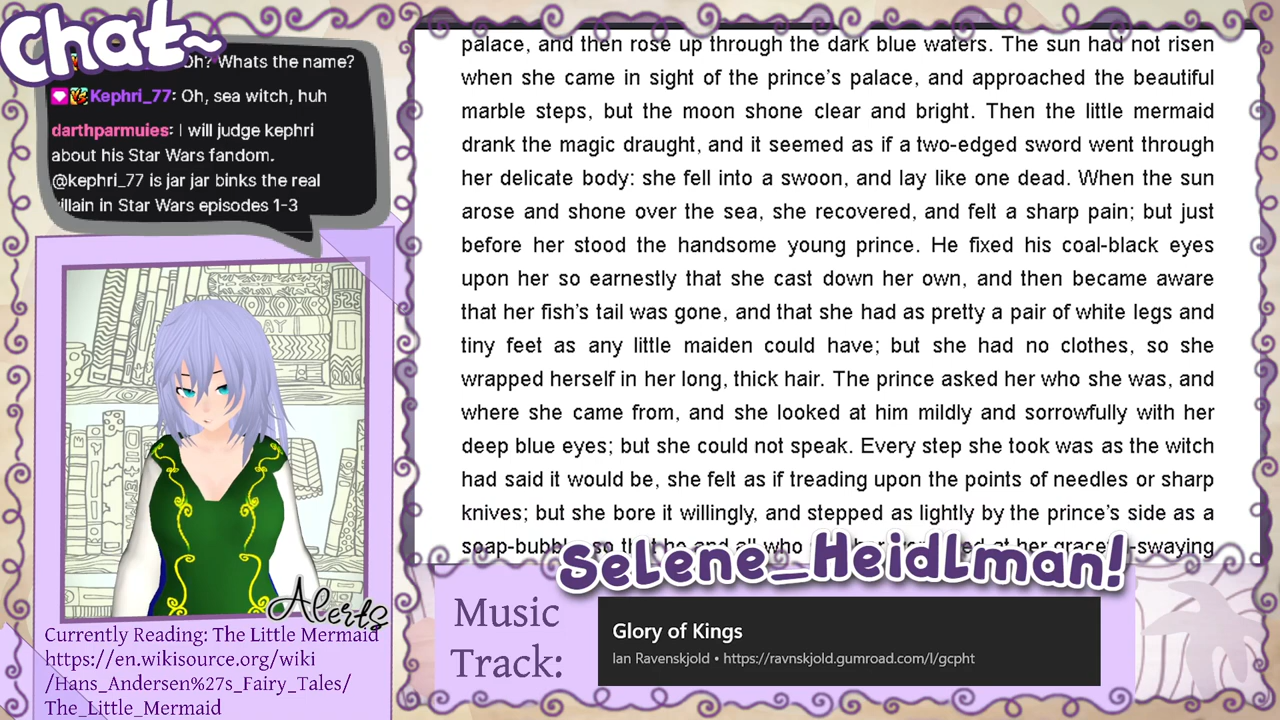 Chat~
Oh? Whats the name?
Kephri_77: Oh, sea witch, huh
darthparmuies: I will judge kephri
about his Star Wars fandom.
@kephri_77 is jar jar binks the real
villain in Star Wars episodes 1-3
palace, and then rose up through the dark blue waters. The sun had not risen
when she came in sight of the prince’s palace, and approached the beautiful
marble steps, but the moon shone clear and bright. Then the little mermaid
drank the magic draught, and it seemed as if a two-edged sword went through
her delicate body: she fell into a swoon, and lay like one dead. When the sun
arose and shone over the sea, she recovered, and felt a sharp pain; but just
before her stood the handsome young prince. He fixed his coal-black eyes
upon her so earnestly that she cast down her own, and then became aware
that her fish’s tail was gone, and that she had as pretty a pair of white legs and
tiny feet as any little maiden could have; but she had no clothes, so she
wrapped herself in her long, thick hair. The prince asked her who she was, and
where she came from, and she looked at him mildly and sorrowfully with her
deep blue eyes; but she could not speak. Every step she took was as the witch
had said it would be, she felt as if treading upon the points of needles or sharp
knives; but she bore it willingly, and stepped as lightly by the prince’s side as a
soap-bubble, so that he and all who at her graceful-swaying
Selene_Heidlman!
Alerts
Currently Reading: The Little Mermaid
https://en.wikisource.org/wiki
/Hans_Andersen%27s_Fairy_Tales/
The_Little_Mermaid
Music
Track:
Glory of Kings
Ian Ravenskjold • https://ravnskjold.gumroad.com/l/gcpht